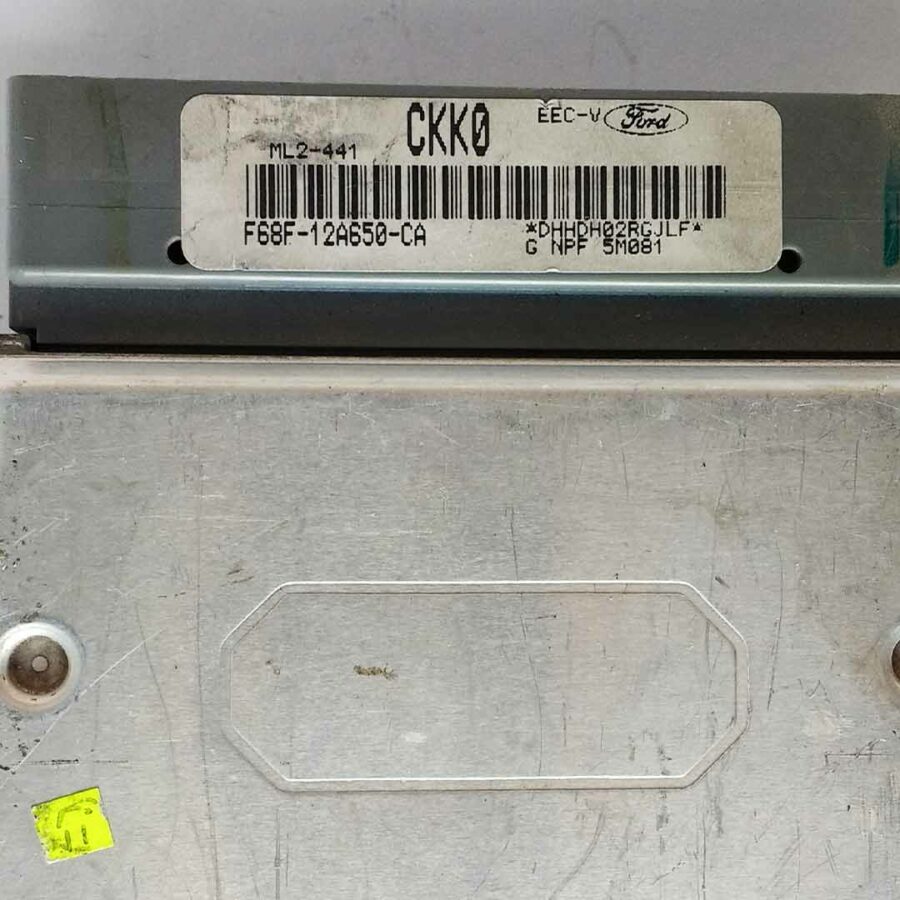 CKK0
EEC-V Ford
ML2-441
F68F-12A650-CA
*DHHDH02RGJLF*
G NPF 5M081